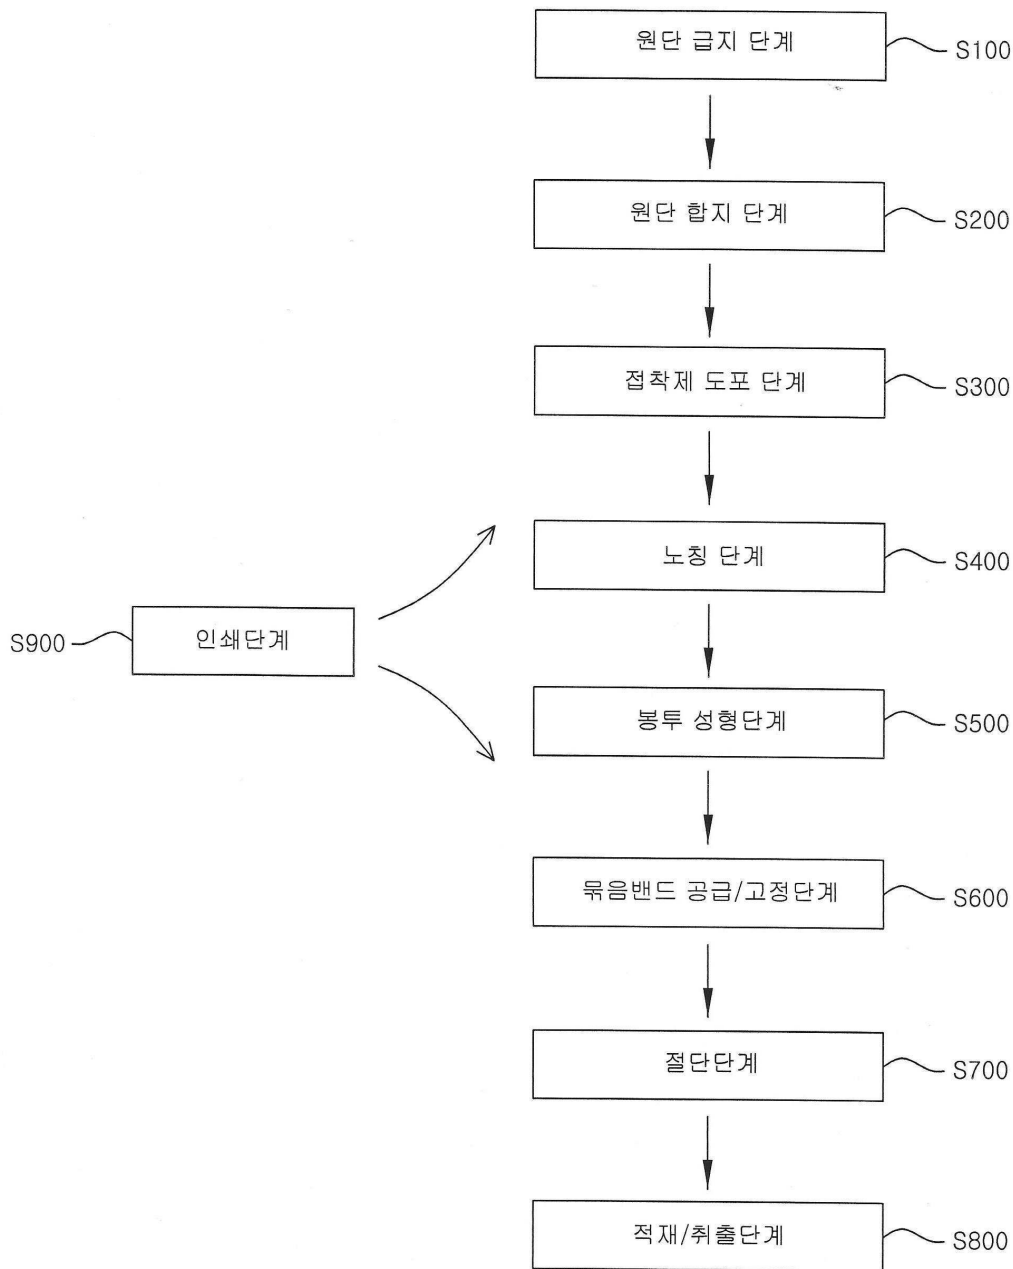 원단 급지 단계
S100
원단 합지 단계
S200
접착제 도포 단계
S300
노칭 단계
S400
S900
인쇄단계
봉투 성형단계
S500
묶음밴드 공급/고정단계
S600
절단단계
S700
적재/취출단계
S800